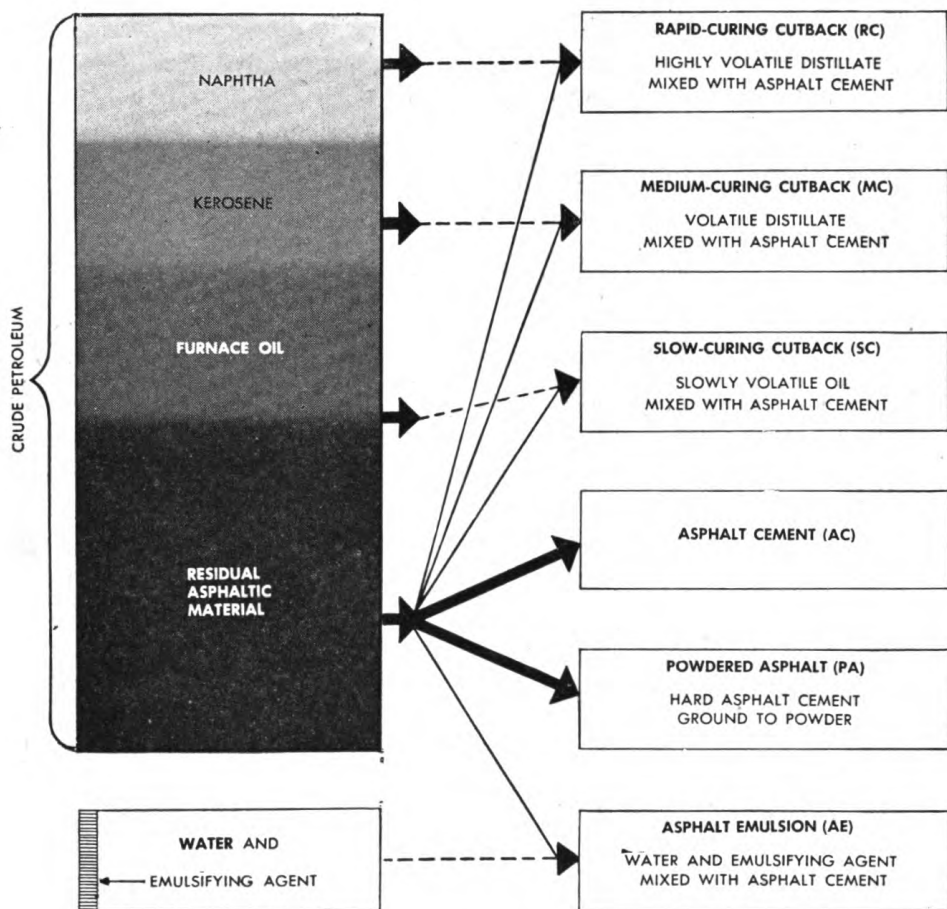 CRUDE PETROLEUM
NAPHTHA
KEROSENE
FURNACE OIL
RESIDUAL
ASPHALTIC
MATERIAL
WATER AND
EMULSIFYING AGENT
RAPID-CURING CUTBACK (RC)
HIGHLY VOLATILE DISTILLATE
MIXED WITH ASPHALT CEMENT
MEDIUM-CURING CUTBACK (MC)
VOLATILE DISTILLATE
MIXED WITH ASPHALT CEMENT
SLOW-CURING CUTBACK (SC)
SLOWLY VOLATILE OIL
MIXED WITH ASPHALT CEMENT
ASPHALT CEMENT (AC)
POWDERED ASPHALT (PA)
HARD ASPHALT CEMENT
GROUND TO POWDER
ASPHALT EMULSION (AE)
WATER AND EMULSIFYING AGENT
MIXED WITH ASPHALT CEMENT